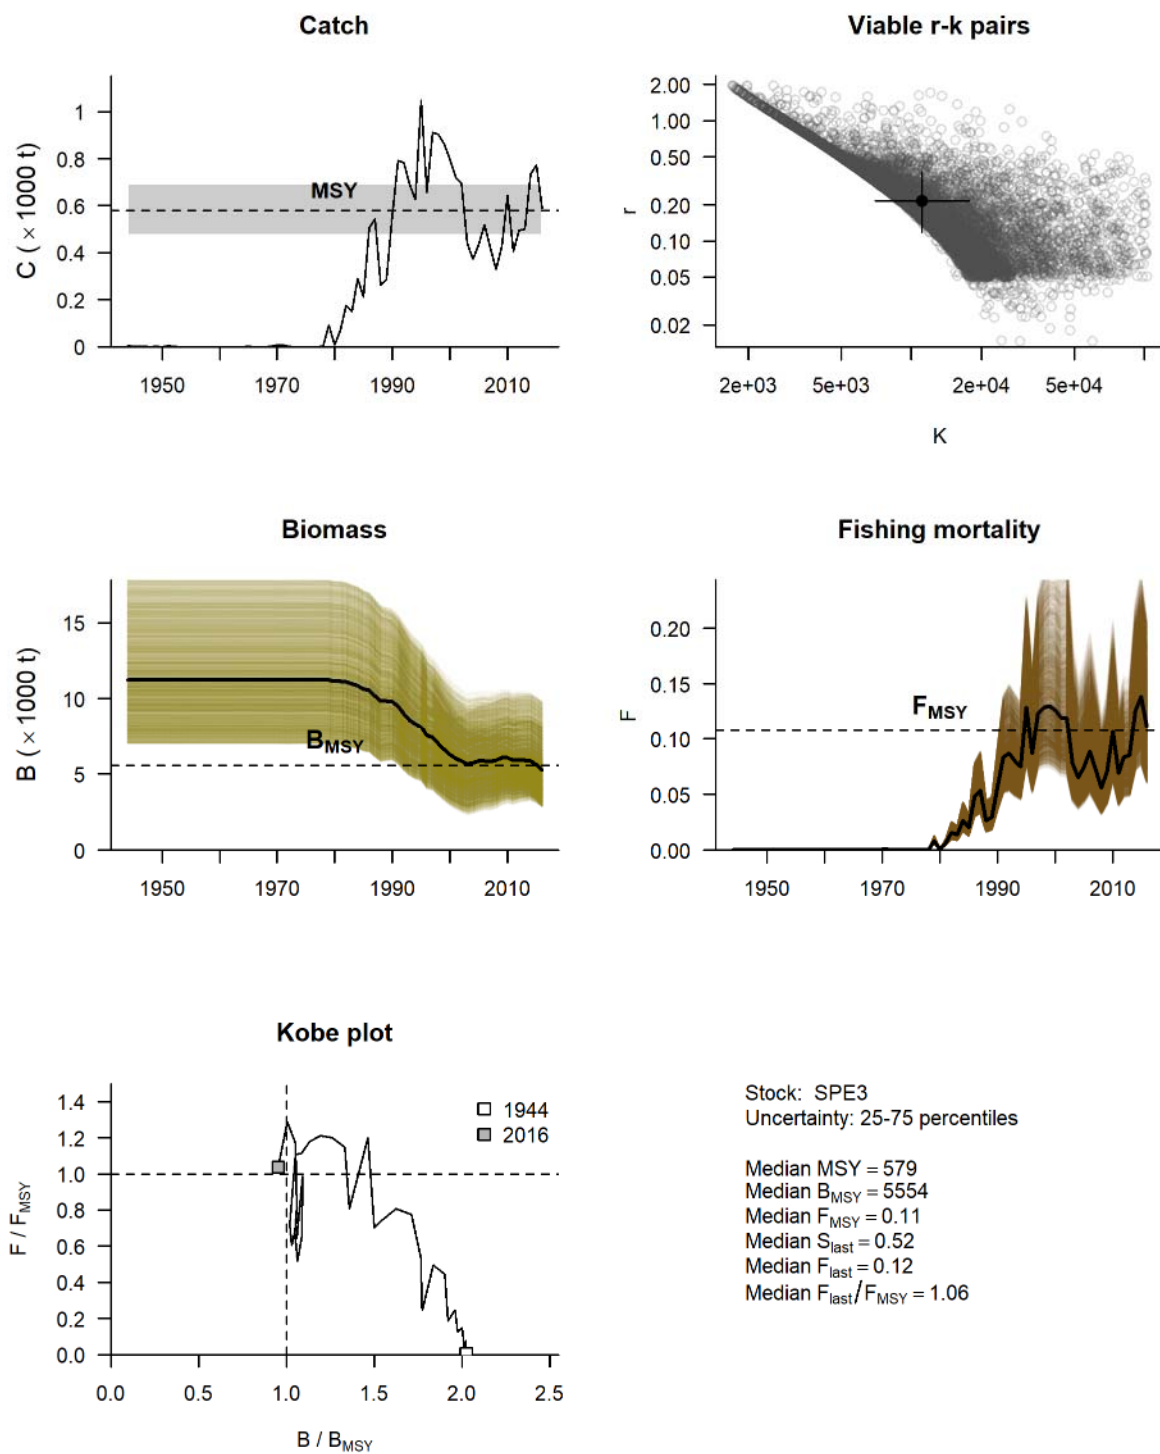 Catch
C ( × 1000 t)
1
0.8
0.6
0.4
0.2
0
MSY
1950
1970
1990
2010
Viable r-k pairs
r
2.00
1.00
0.50
0.20
0.10
0.05
0.02
2e+03
5e+03
2e+04
5e+04
K
Biomass
B ( × 1000 t)
15
10
5
0
BMSY
1950
1970
1990
2010
Fishing mortality
F
0.20
0.15
0.10
0.05
0.00
FMSY
1950
1970
1990
2010
Kobe plot
F / FMSY
1.4
1.2
1.0
0.8
0.6
0.4
0.2
0.0
1944
2016
0.0
0.5
1.0
1.5
2.0
2.5
B / BMSY
Stock: SPE3
Uncertainty: 25-75 percentiles
Median MSY = 579
Median BMSY = 5554
Median FMSY = 0.11
Median Slast = 0.52
Median Flast = 0.12
Median Flast/FMSY = 1.06